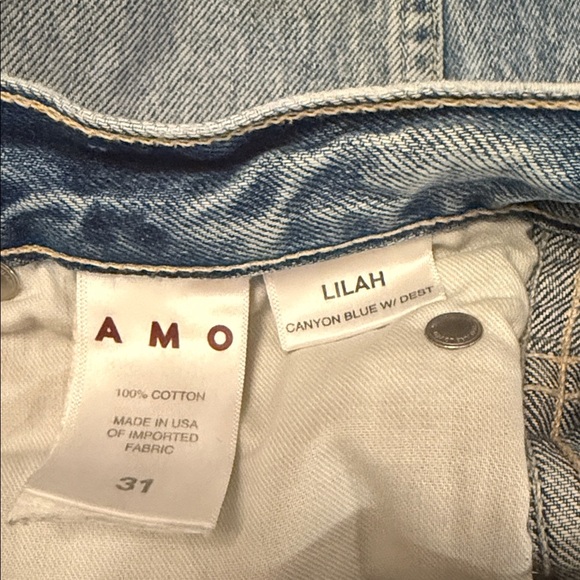 AMO
100% COTTON
MADE IN USA
OF IMPORTED
FABRIC
31
LILAH
CANYON BLUE W/ DEST